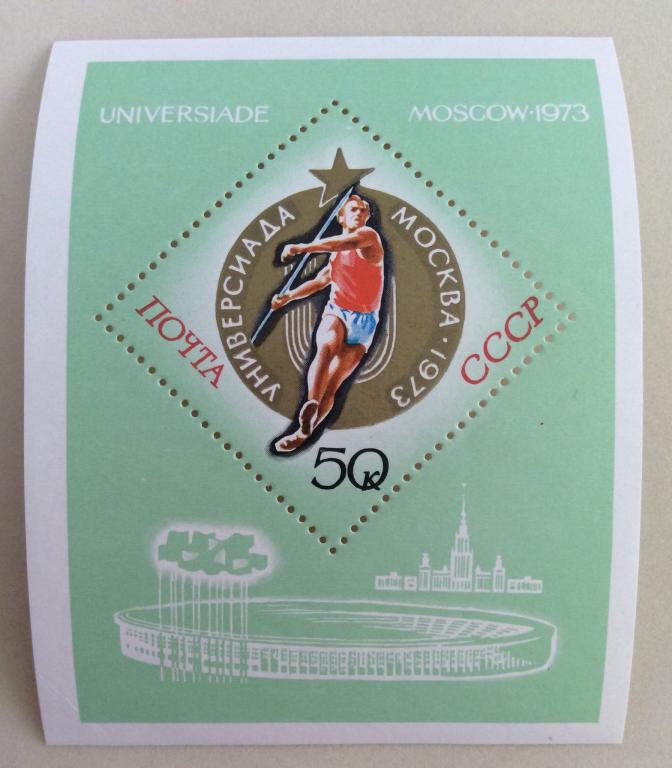 UNIVERSIADE MOSCOW·1973
УНИВЕРСИАДА
МОСКВА·1973
ПОЧТА
СССР
50к